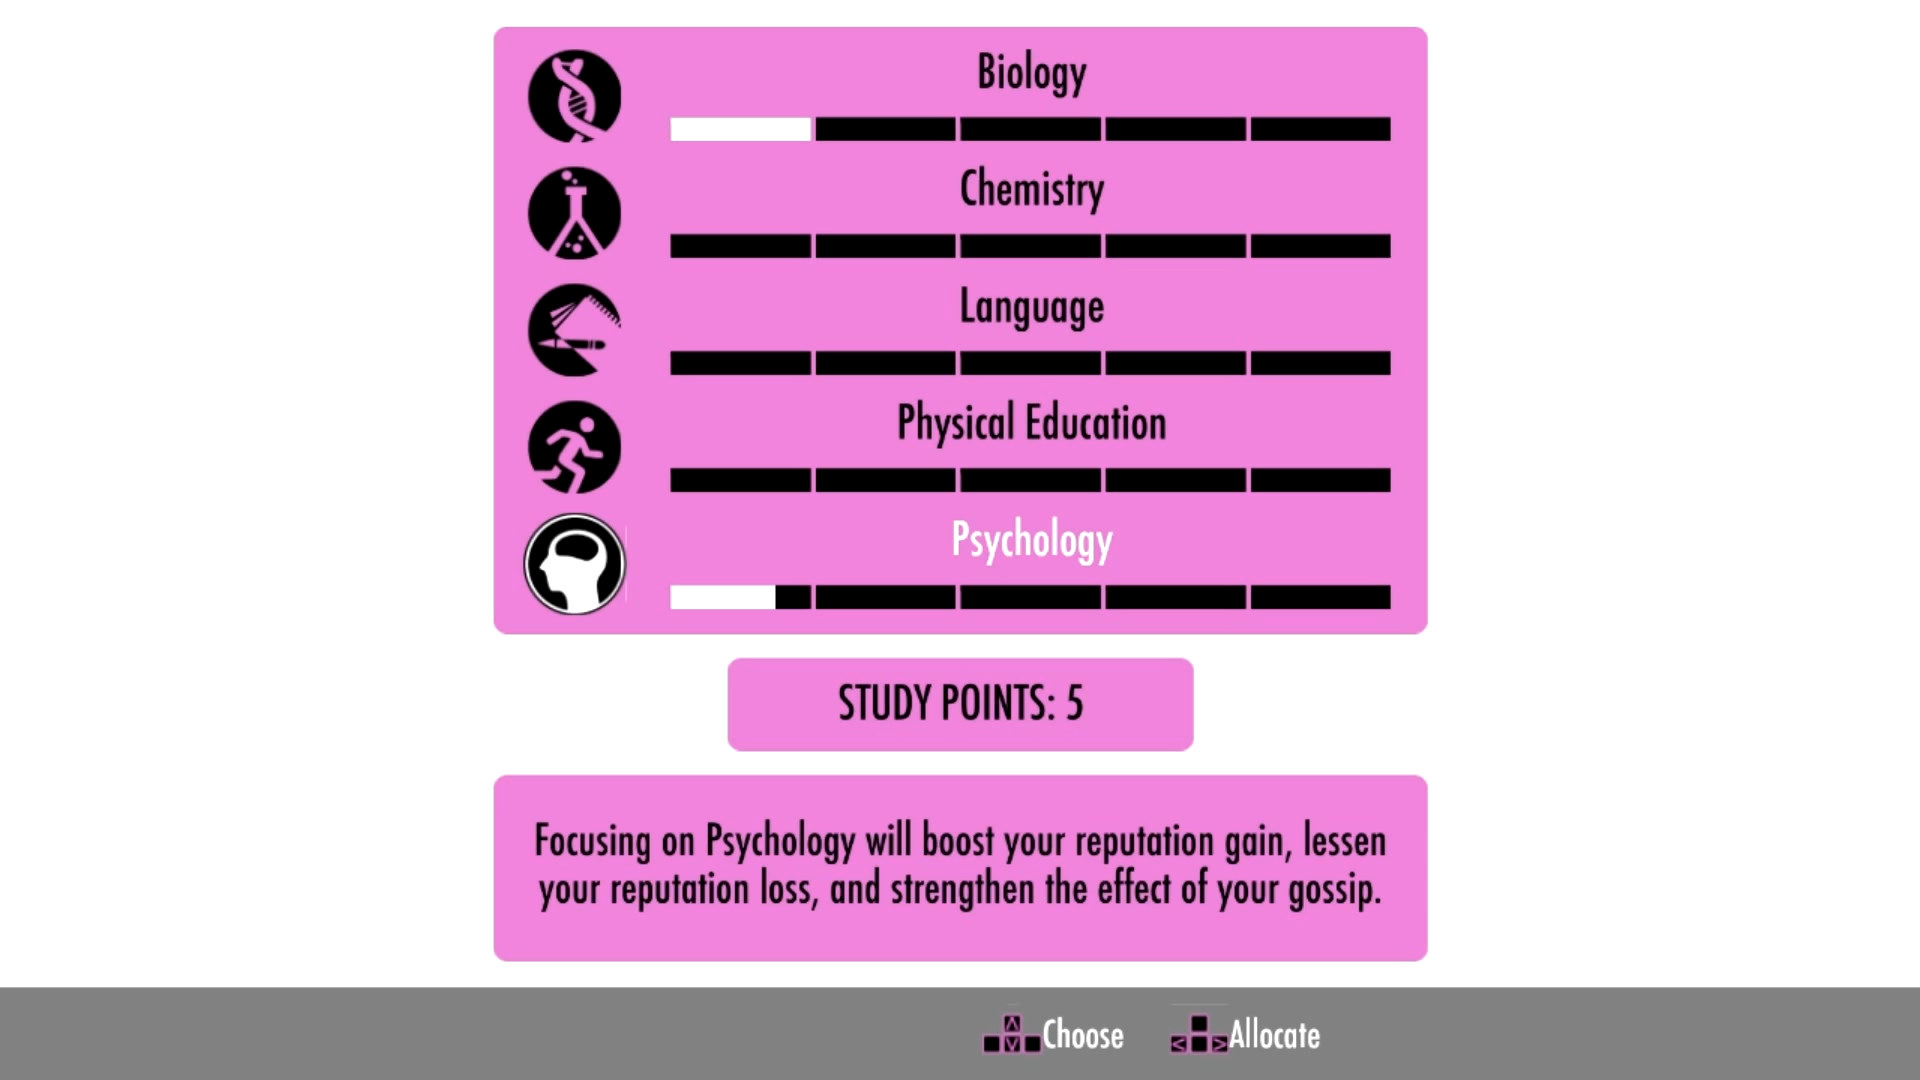 Biology
Chemistry
Language
Physical Education
Psychology
STUDY POINTS: 5
Focusing on Psychology will boost your reputation gain, lessen
your reputation loss, and strengthen the effect of your gossip.
Choose
Allocate